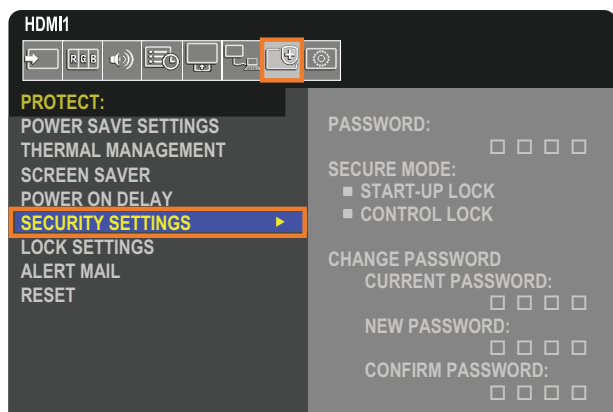 HDMI1
R G B
PROTECT:
POWER SAVE SETTINGS
THERMAL MANAGEMENT
SCREEN SAVER
POWER ON DELAY
SECURITY SETTINGS
LOCK SETTINGS
ALERT MAIL
RESET
PASSWORD:
SECURE MODE:
START-UP LOCK
CONTROL LOCK
CHANGE PASSWORD
CURRENT PASSWORD:
NEW PASSWORD:
CONFIRM PASSWORD: